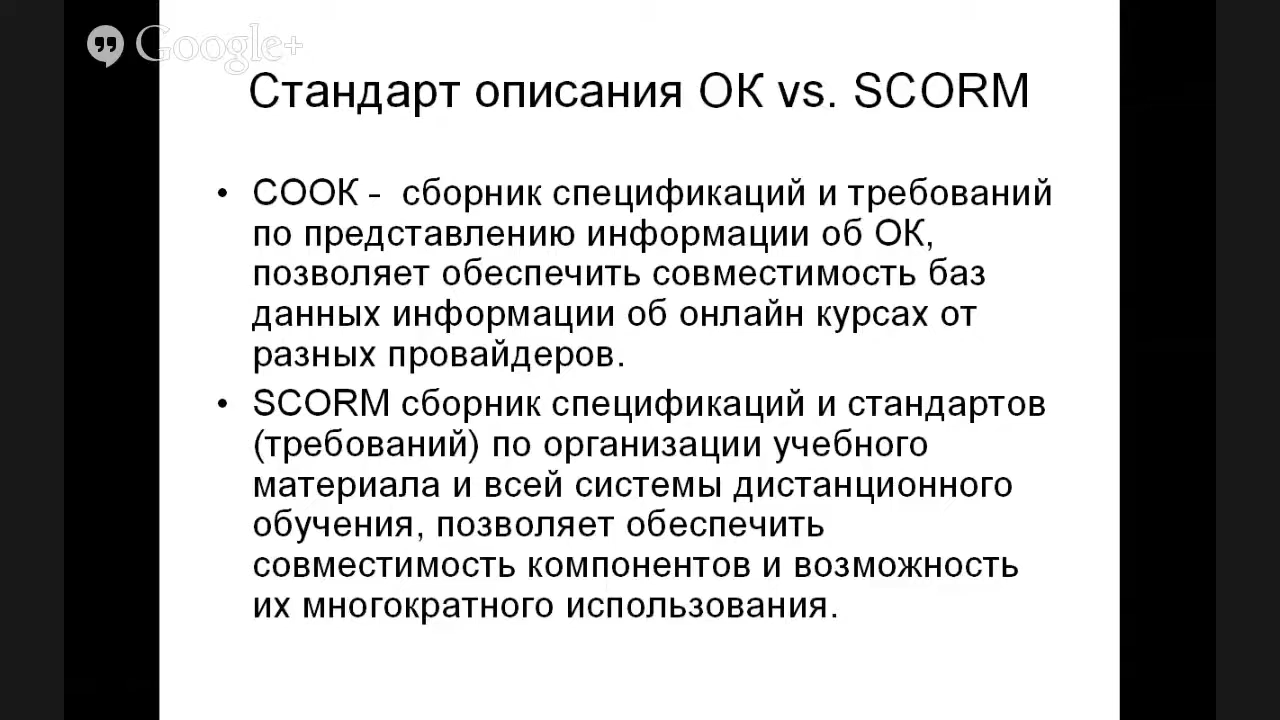 Google+
Стандарт описания ОК vs. SCORM
• СООК - сборник спецификаций и требований
по представлению информации об ОК,
позволяет обеспечить совместимость баз
данных информации об онлайн курсах от
разных провайдеров.
• SCORM сборник спецификаций и стандартов
(требований) по организации учебного
материала и всей системы дистанционного
обучения, позволяет обеспечить
совместимость компонентов и возможность
их многократного использования.